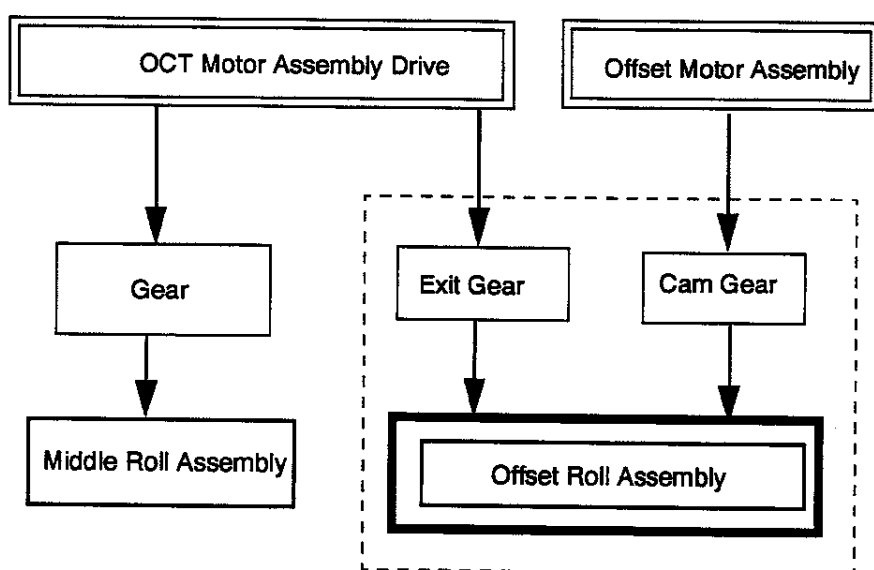 OCT Motor Assembly Drive
Offset Motor Assembly
Gear
Exit Gear
Cam Gear
Middle Roll Assembly
Offset Roll Assembly